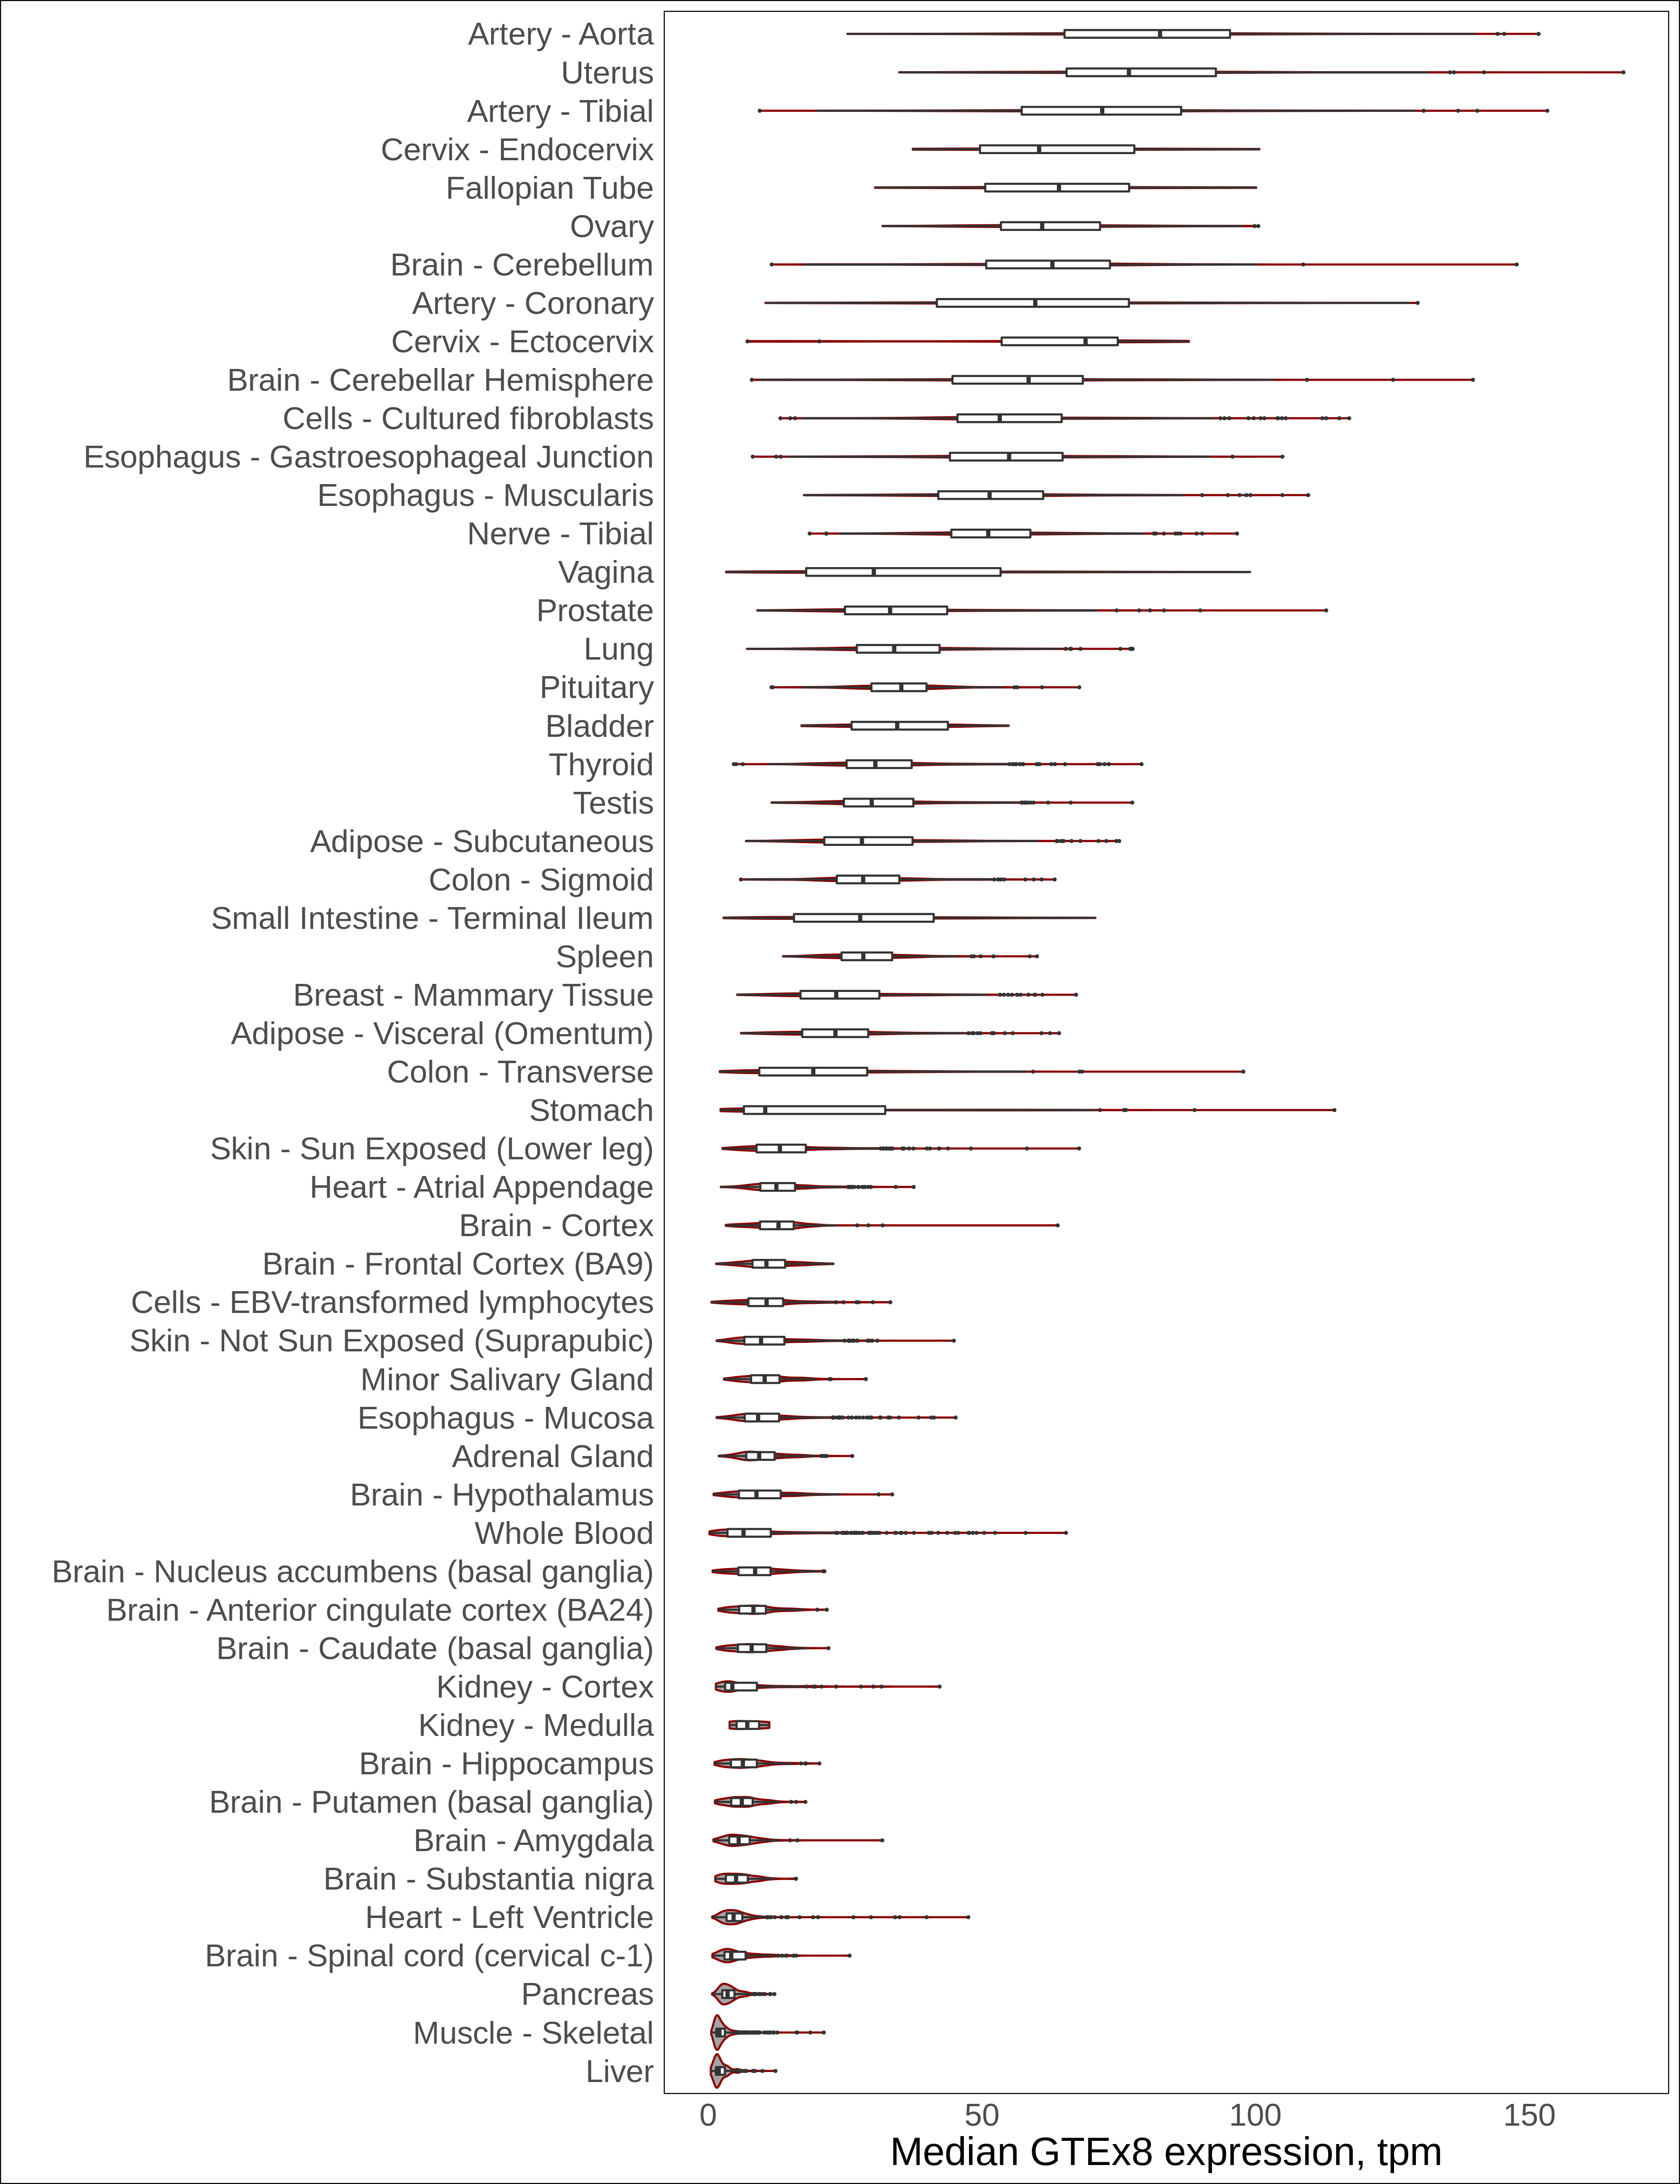 Artery - Aorta
Uterus
Artery - Tibial
Cervix - Endocervix
Fallopian Tube
Ovary
Brain - Cerebellum
Artery - Coronary
Cervix - Ectocervix
Brain - Cerebellar Hemisphere
Cells - Cultured fibroblasts
Esophagus - Gastroesophageal Junction
Esophagus - Muscularis
Nerve - Tibial
Vagina
Prostate
Lung
Pituitary
Bladder
Thyroid
Testis
Adipose - Subcutaneous
Colon - Sigmoid
Small Intestine - Terminal Ileum
Spleen
Breast - Mammary Tissue
Adipose - Visceral (Omentum)
Colon - Transverse
Stomach
Skin - Sun Exposed (Lower leg)
Heart - Atrial Appendage
Brain - Cortex
Brain - Frontal Cortex (BA9)
Cells - EBV-transformed lymphocytes
Skin - Not Sun Exposed (Suprapubic)
Minor Salivary Gland
Esophagus - Mucosa
Adrenal Gland
Brain - Hypothalamus
Whole Blood
Brain - Nucleus accumbens (basal ganglia)
Brain - Anterior cingulate cortex (BA24)
Brain - Caudate (basal ganglia)
Kidney - Cortex
Kidney - Medulla
Brain - Hippocampus
Brain - Putamen (basal ganglia)
Brain - Amygdala
Brain - Substantia nigra
Heart - Left Ventricle
Brain - Spinal cord (cervical c-1)
Pancreas
Muscle - Skeletal
Liver
0 50 100 150
Median GTEx8 expression, tpm